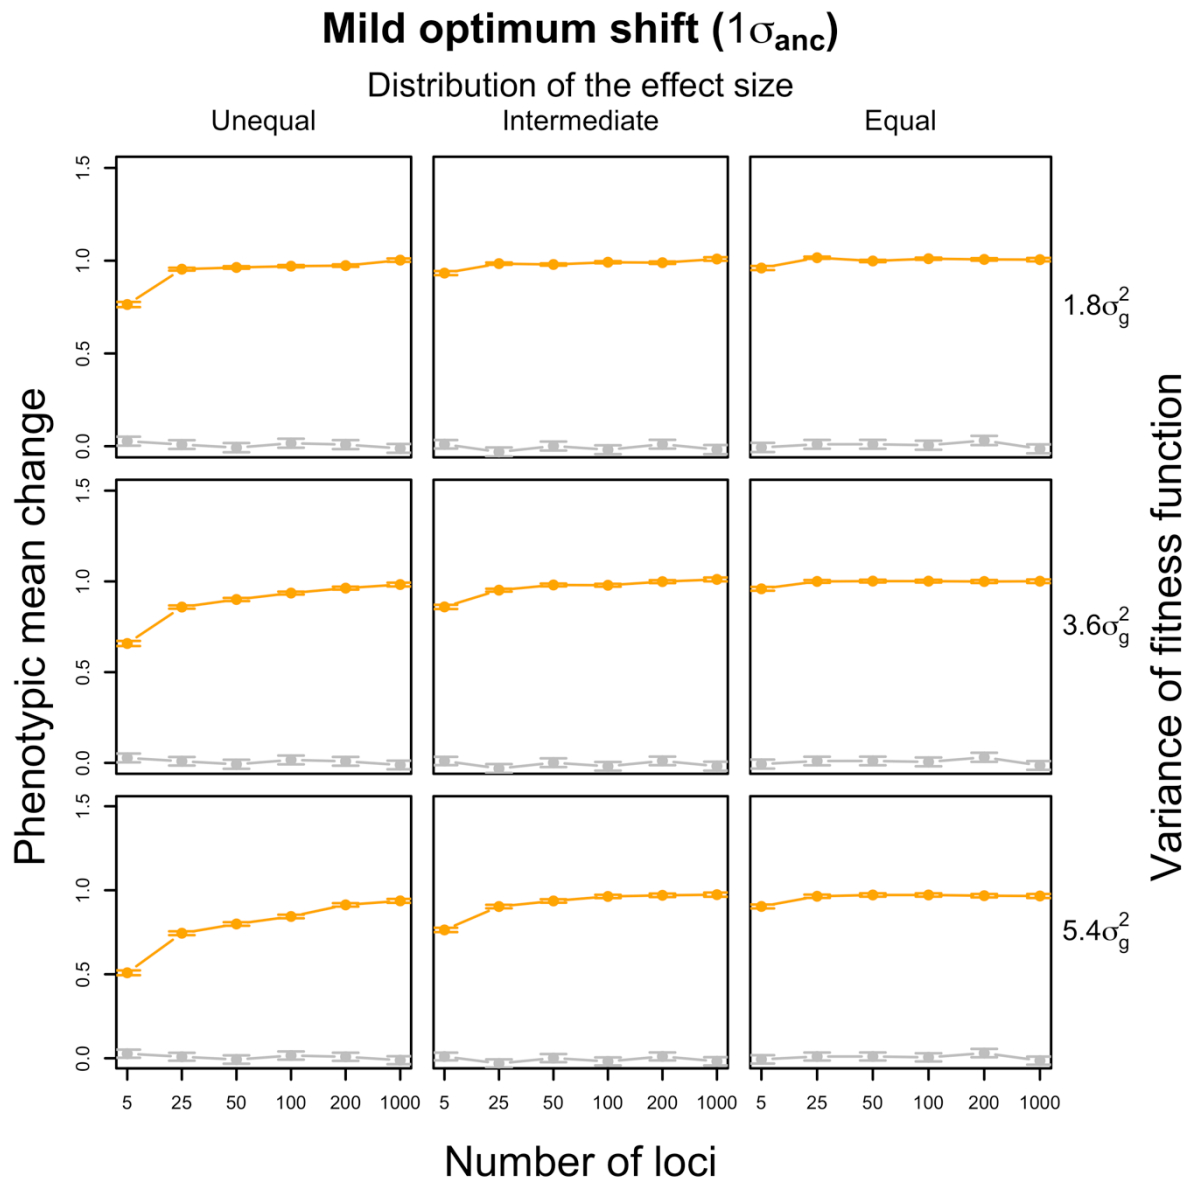 Mild optimum shift (1σanc)
Distribution of the effect size
Unequal Intermediate Equal
Phenotypic mean change
1.5
1.0
0.5
0.0
1.8σg2
1.5
1.0
0.5
0.0
3.6σg2
1.5
1.0
0.5
0.0
5.4σg2
Variance of fitness function
5 25 50 100 200 1000 5 25 50 100 200 1000 5 25 50 100 200 1000
Number of loci